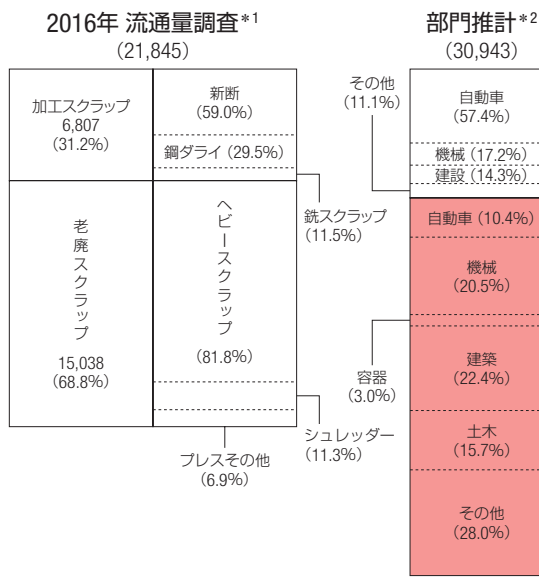 2016年 流通量調査*1
(21,845)
加工スクラップ
6,807
(31.2%)
新断
(59.0%)
鋼ダライ (29.5%)
銑スクラップ
(11.5%)
老廃スクラップ
15,038
(68.8%)
ヘビースクラップ
(81.8%)
シュレッダー
(11.3%)
プレスその他
(6.9%)
部門推計*2
(30,943)
その他
(11.1%)
自動車
(57.4%)
機械 (17.2%)
建設 (14.3%)
自動車 (10.4%)
機械
(20.5%)
容器
(3.0%)
建築
(22.4%)
土木
(15.7%)
その他
(28.0%)